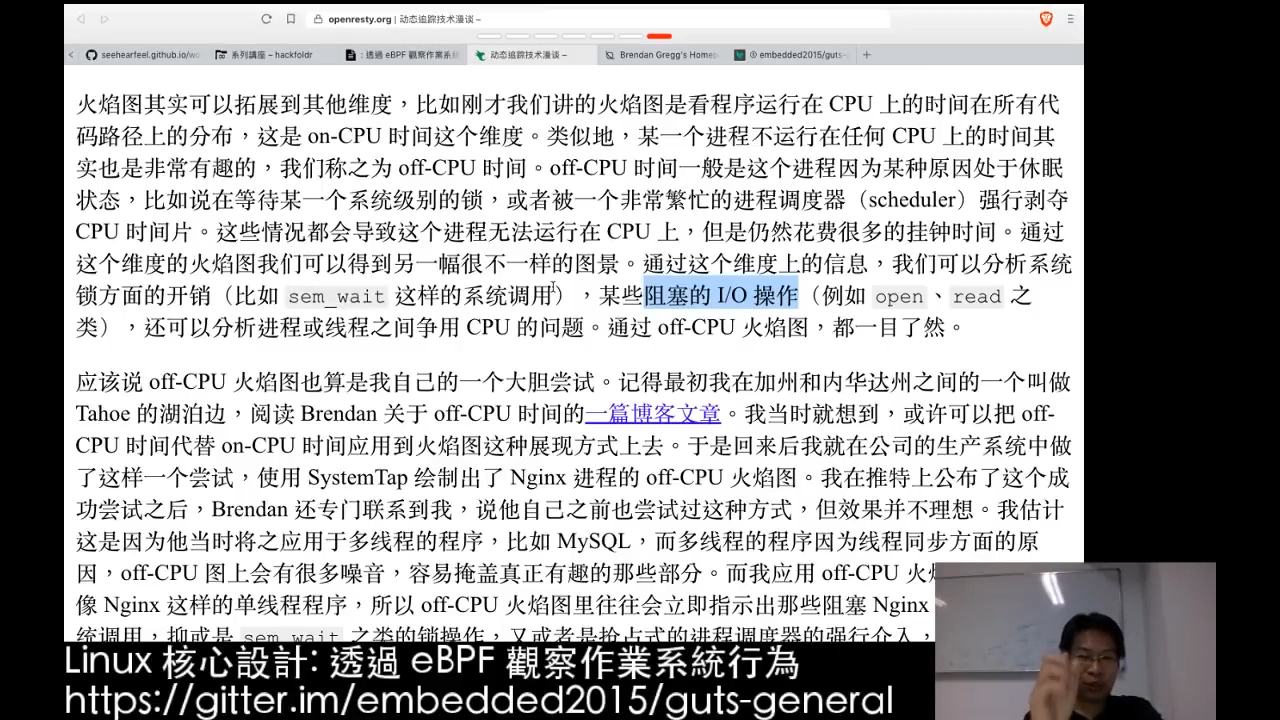 openresty.org | 动态追踪技术漫谈 –
seehearfeel.github.io/wo
系列講座 – hackfoldr
: 透過 eBPF 觀察作業系統
动态追踪技术漫谈 –
Brendan Gregg's Homep
embedded2015/guts-
火焰图其实可以拓展到其他维度，比如刚才我们讲的火焰图是看程序运行在 CPU 上的时间在所有代
码路径上的分布，这是 on-CPU 时间这个维度。类似地，某一个进程不运行在任何 CPU 上的时间其
实也是非常有趣的，我们称之为 off-CPU 时间。off-CPU 时间一般是这个进程因为某种原因处于休眠
状态，比如说在等待某一个系统级别的锁，或者被一个非常繁忙的进程调度器（scheduler）强行剥夺
CPU 时间片。这些情况都会导致这个进程无法运行在 CPU 上，但是仍然花费很多的挂钟时间。通过
这个维度的火焰图我们可以得到另一幅很不一样的图景。通过这个维度上的信息，我们可以分析系统
锁方面的开销（比如 sem_wait 这样的系统调用），某些阻塞的 I/O 操作（例如 open、read 之
类），还可以分析进程或线程之间争用 CPU 的问题。通过 off-CPU 火焰图，都一目了然。
应该说 off-CPU 火焰图也算是我自己的一个大胆尝试。记得最初我在加州和内华达州之间的一个叫做
Tahoe 的湖泊边，阅读 Brendan 关于 off-CPU 时间的一篇博客文章。我当时就想到，或许可以把 off-
CPU 时间代替 on-CPU 时间应用到火焰图这种展现方式上去。于是回来后我就在公司的生产系统中做
了这样一个尝试，使用 SystemTap 绘制出了 Nginx 进程的 off-CPU 火焰图。我在推特上公布了这个成
功尝试之后，Brendan 还专门联系到我，说他自己之前也尝试过这种方式，但效果并不理想。我估计
这是因为他当时将之应用于多线程的程序，比如 MySQL，而多线程的程序因为线程同步方面的原
因，off-CPU 图上会有很多噪音，容易掩盖真正有趣的那些部分。而我应用 off-CPU 火
像 Nginx 这样的单线程程序，所以 off-CPU 火焰图里往往会立即指示出那些阻塞 Nginx
统调用，抑或是 sem_wait 之类的锁操作，又或者是抢占式的进程调度器的强行介入，
Linux 核心設計: 透過 eBPF 觀察作業系統行為
https://gitter.im/embedded2015/guts-general